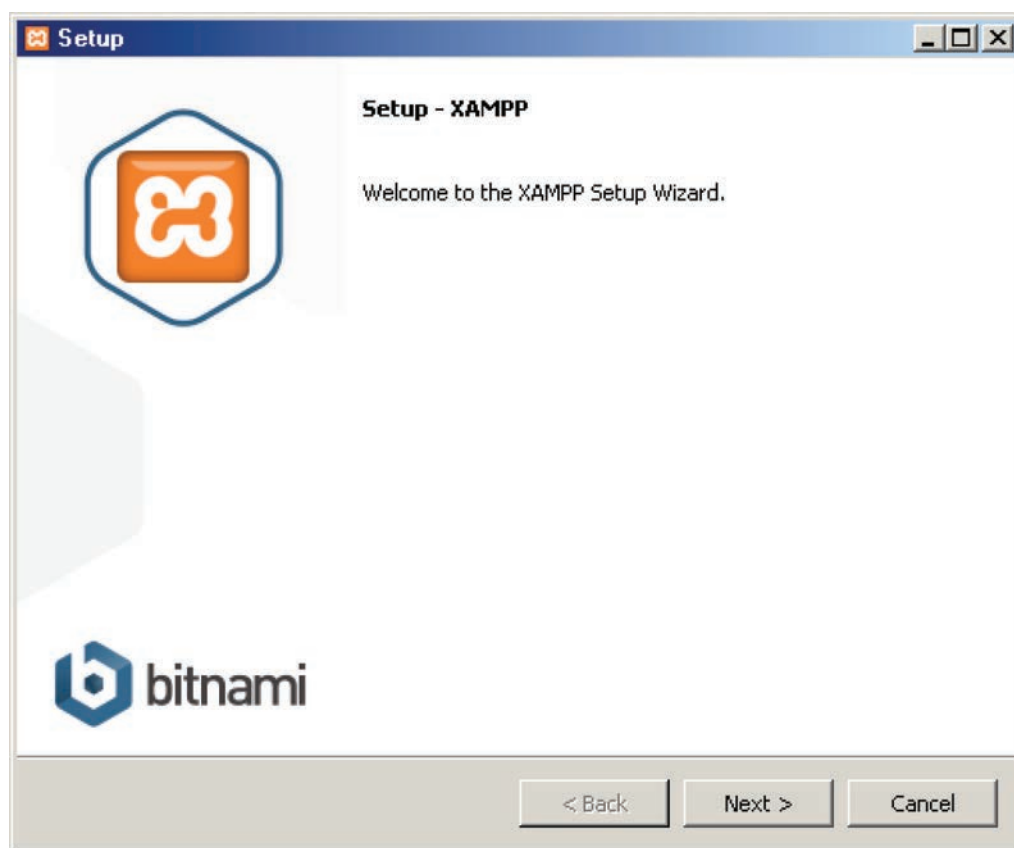 Setup
Setup - XAMPP
Welcome to the XAMPP Setup Wizard.
bitnami
< Back
Next >
Cancel